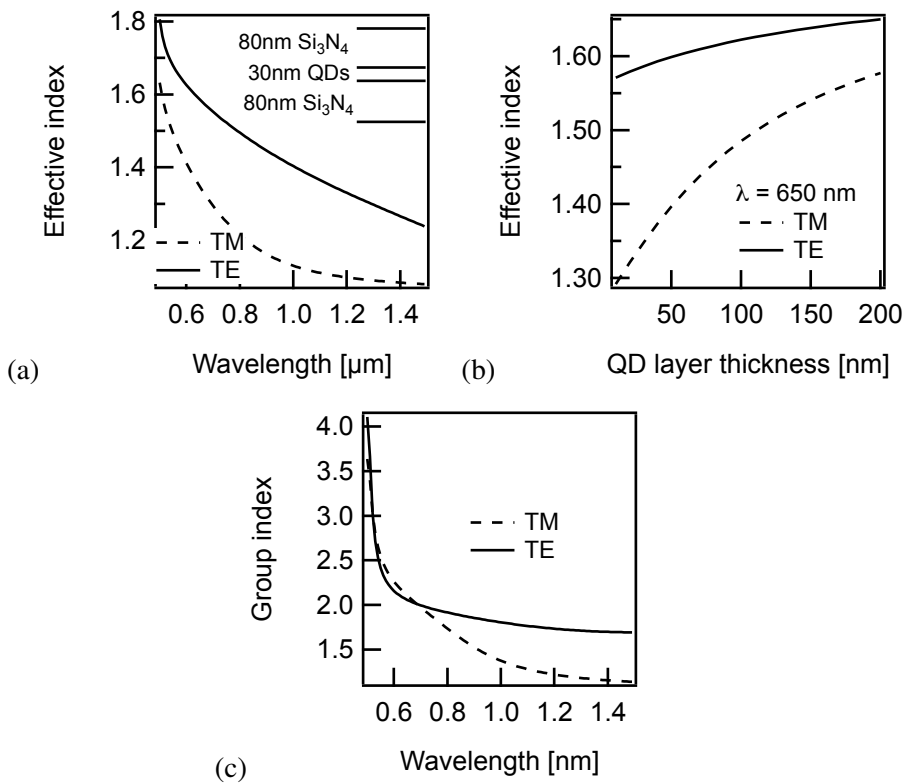 1.8
1.6
1.4
1.2
Effective index
80nm Si₃N₄
30nm QDs
80nm Si₃N₄
TM
TE
0.6 0.8 1.0 1.2 1.4
Wavelength [µm]
(a)
1.60
1.50
1.40
1.30
Effective index
λ = 650 nm
TM
TE
50 100 150 200
QD layer thickness [nm]
(b)
4.0
3.5
3.0
2.5
2.0
1.5
Group index
TM
TE
0.6 0.8 1.0 1.2 1.4
Wavelength [nm]
(c)